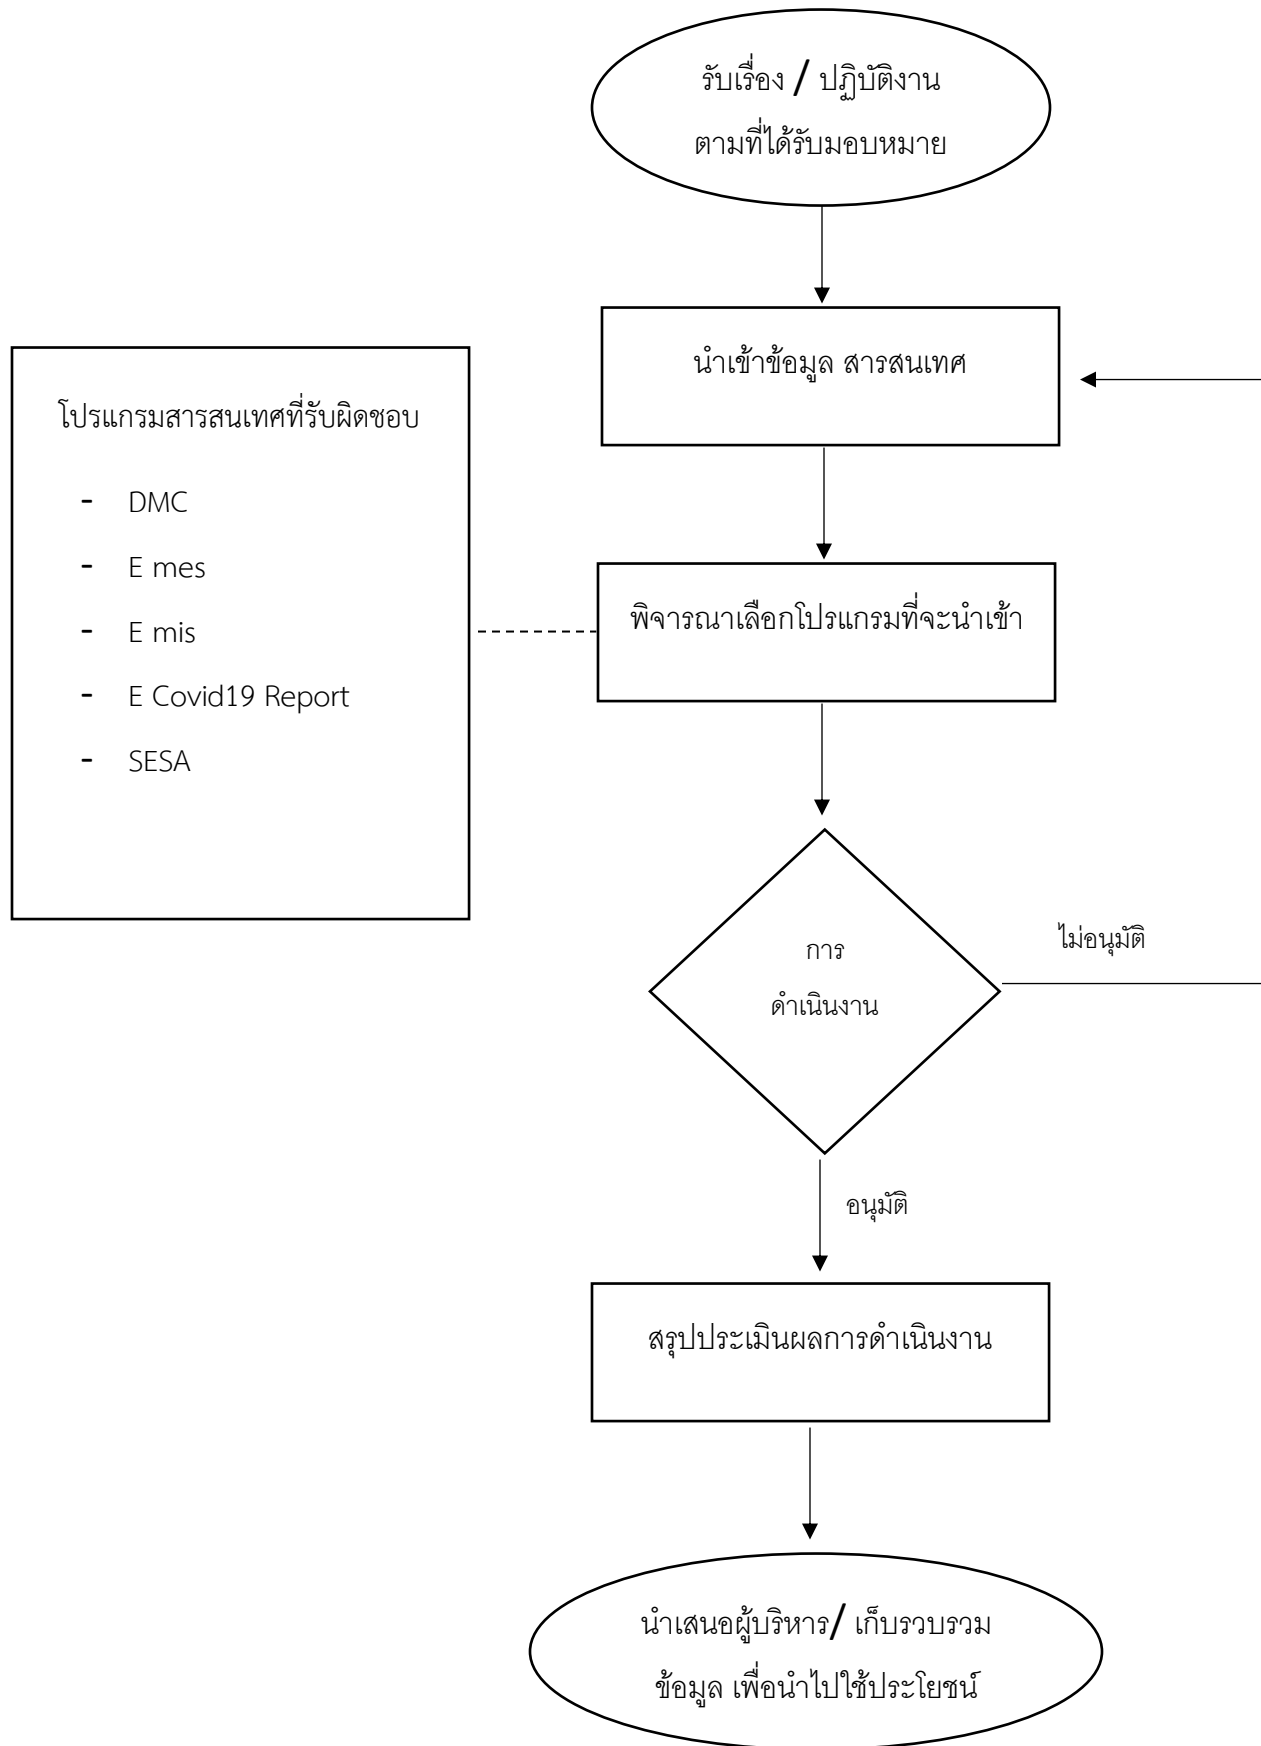 รับเรื่อง / ปฏิบัติงาน
ตามที่ได้รับมอบหมาย
นำเข้าข้อมูล สารสนเทศ
โปรแกรมสารสนเทศที่รับผิดชอบ
- DMC
- E mes
- E mis
- E Covid19 Report
- SESA
พิจารณาเลือกโปรแกรมที่จะนำเข้า
การ
ดำเนินงาน
ไม่อนุมัติ
อนุมัติ
สรุปประเมินผลการดำเนินงาน
นำเสนอผู้บริหาร/ เก็บรวบรวม
ข้อมูล เพื่อนำไปใช้ประโยชน์